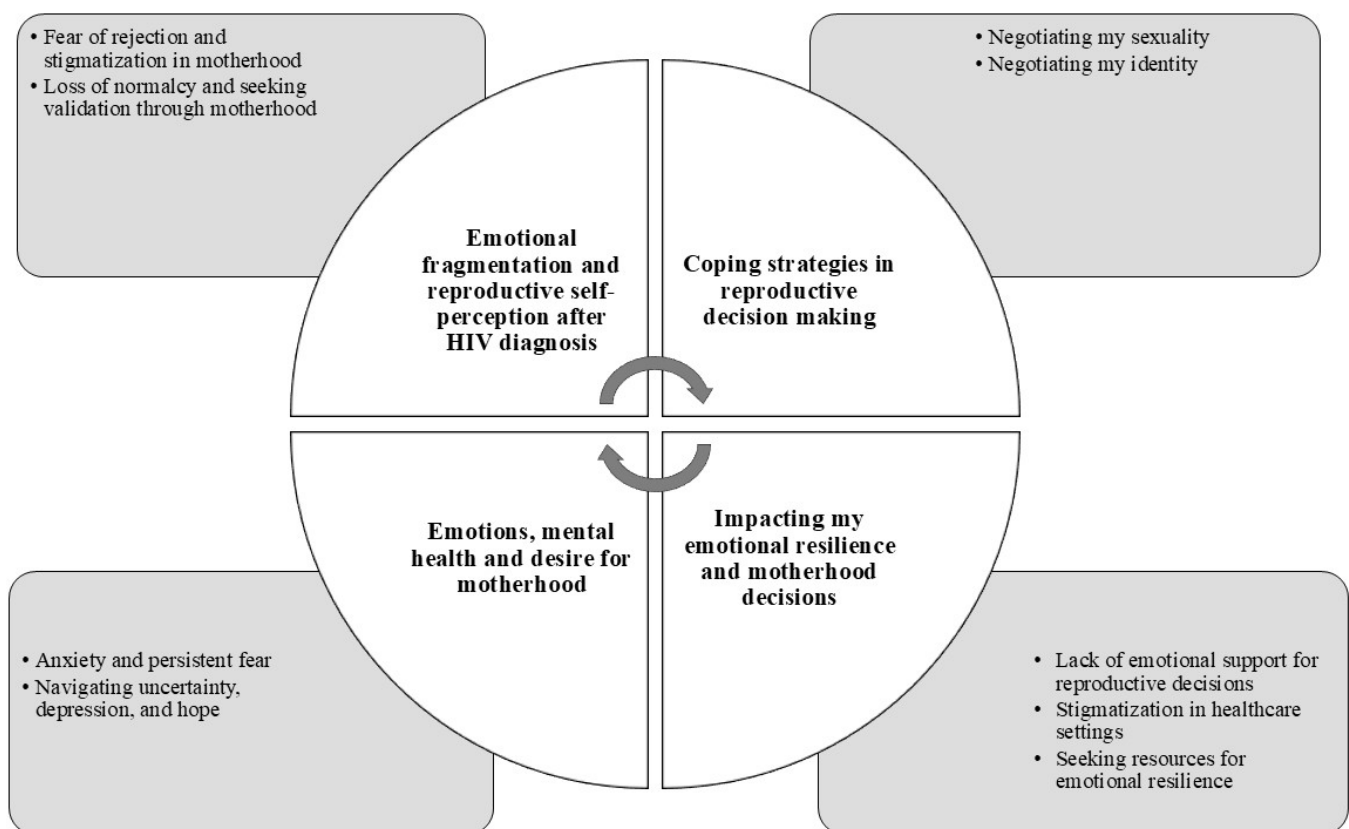 • Fear of rejection and
stigmatization in motherhood
• Loss of normalcy and seeking
validation through motherhood
• Negotiating my sexuality
• Negotiating my identity
Emotional
fragmentation and
reproductive self-
perception after
HIV diagnosis
Coping strategies in
reproductive
decision making
Emotions, mental
health and desire for
motherhood
Impacting my
emotional resilience
and motherhood
decisions
• Anxiety and persistent fear
• Navigating uncertainty,
depression, and hope
• Lack of emotional support for
reproductive decisions
• Stigmatization in healthcare
settings
• Seeking resources for
emotional resilience